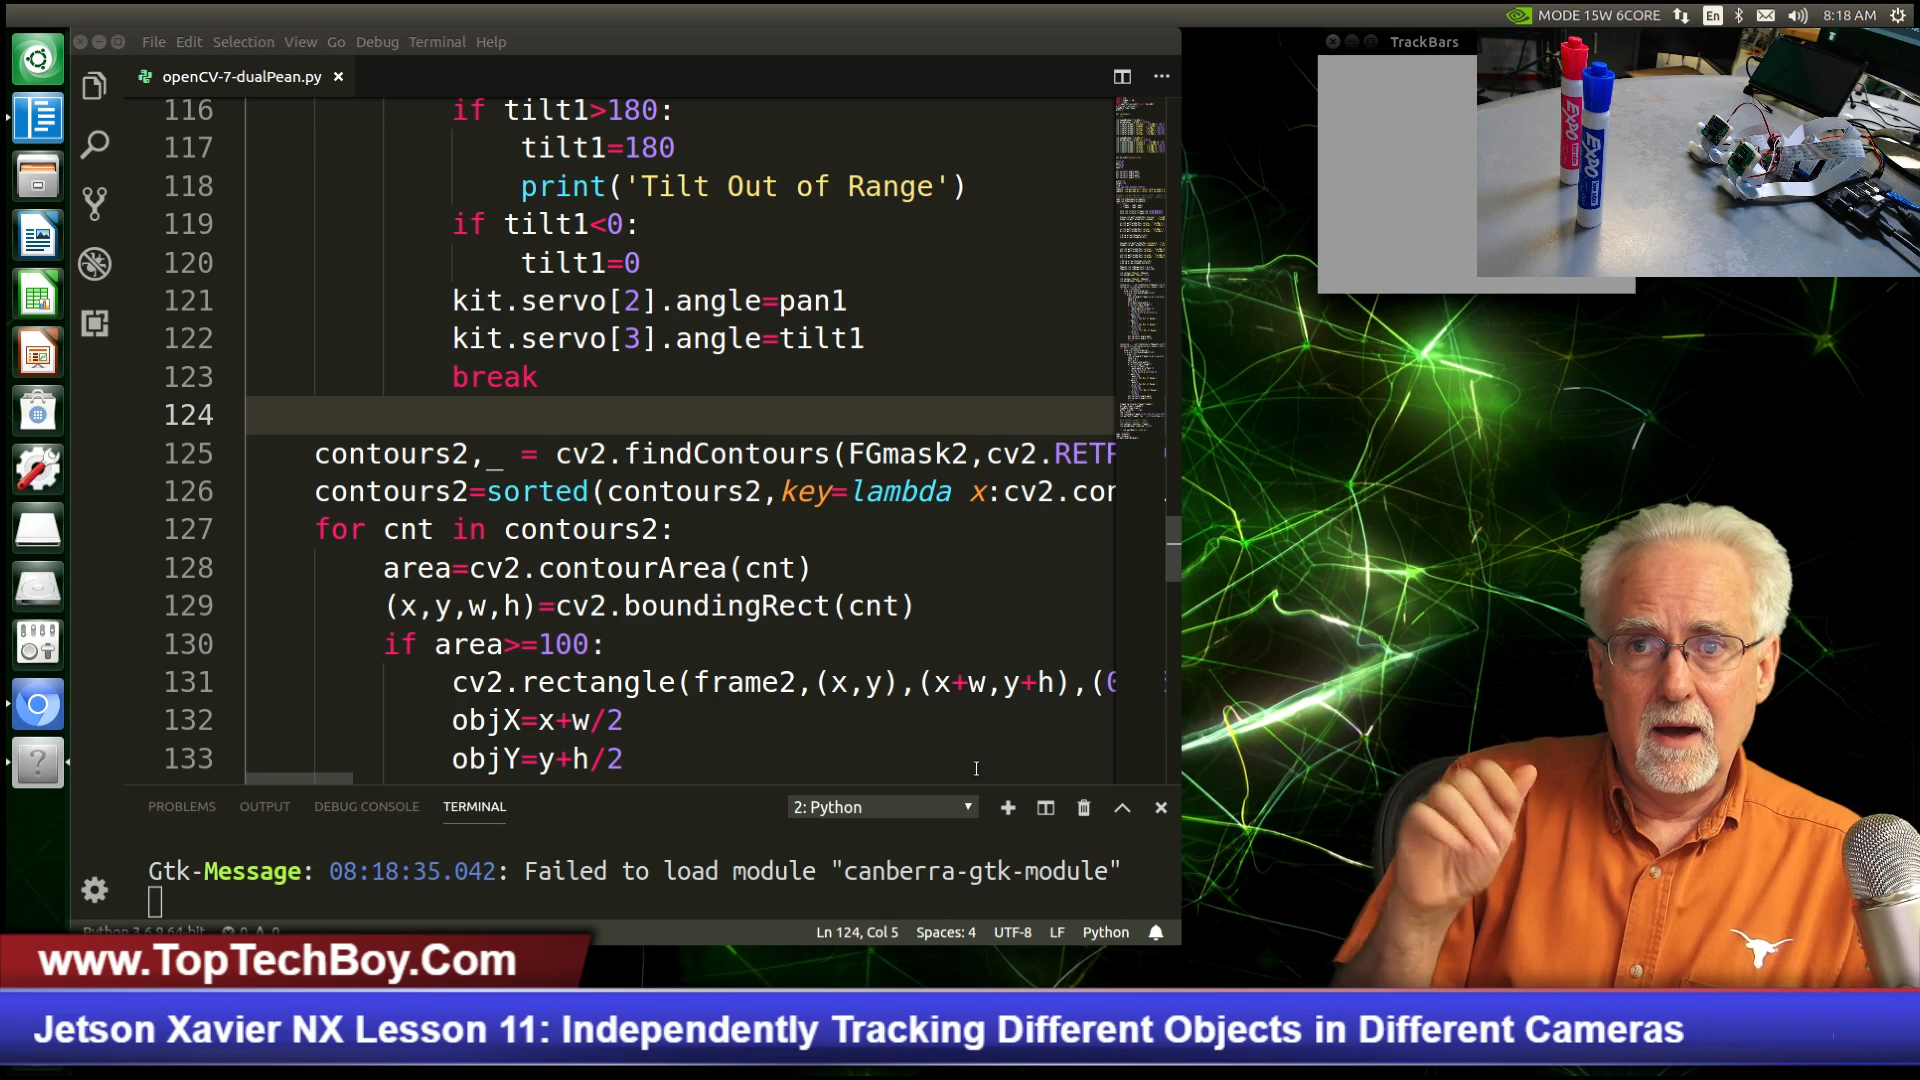 MODE 15W 6CORE En 8:18 AM
File Edit Selection View Go Debug Terminal Help
TrackBars
openCV-7-dualPean.py
116 if tilt1>180:
117 tilt1=180
118 print('Tilt Out of Range')
119 if tilt1<0:
120 tilt1=0
121 kit.servo[2].angle=pan1
122 kit.servo[3].angle=tilt1
123 break
124
125 contours2,_ = cv2.findContours(FGmask2,cv2.RETR
126 contours2=sorted(contours2,key=lambda x:cv2.con
127 for cnt in contours2:
128 area=cv2.contourArea(cnt)
129 (x,y,w,h)=cv2.boundingRect(cnt)
130 if area>=100:
131 cv2.rectangle(frame2,(x,y),(x+w,y+h),(0
132 objX=x+w/2
133 objY=y+h/2
EXPO
EXPO
PROBLEMS OUTPUT DEBUG CONSOLE TERMINAL 2: Python
Gtk-Message: 08:18:35.042: Failed to load module "canberra-gtk-module"
Ln 124, Col 5 Spaces: 4 UTF-8 LF Python
www.TopTechBoy.Com
Jetson Xavier NX Lesson 11: Independently Tracking Different Objects in Different Cameras